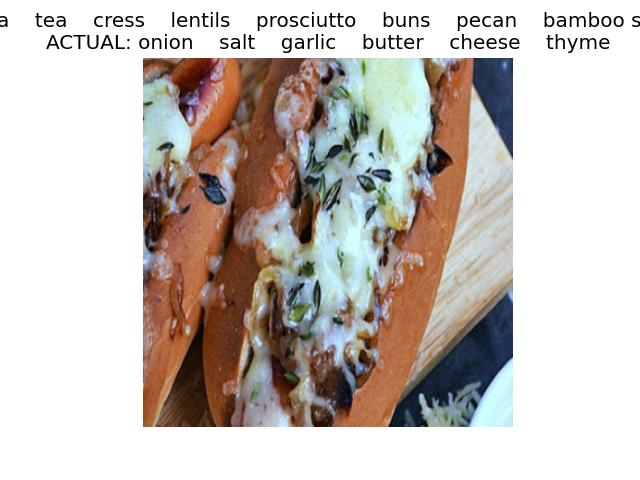 a tea cress lentils prosciutto buns pecan bamboo s
ACTUAL: onion salt garlic butter cheese thyme